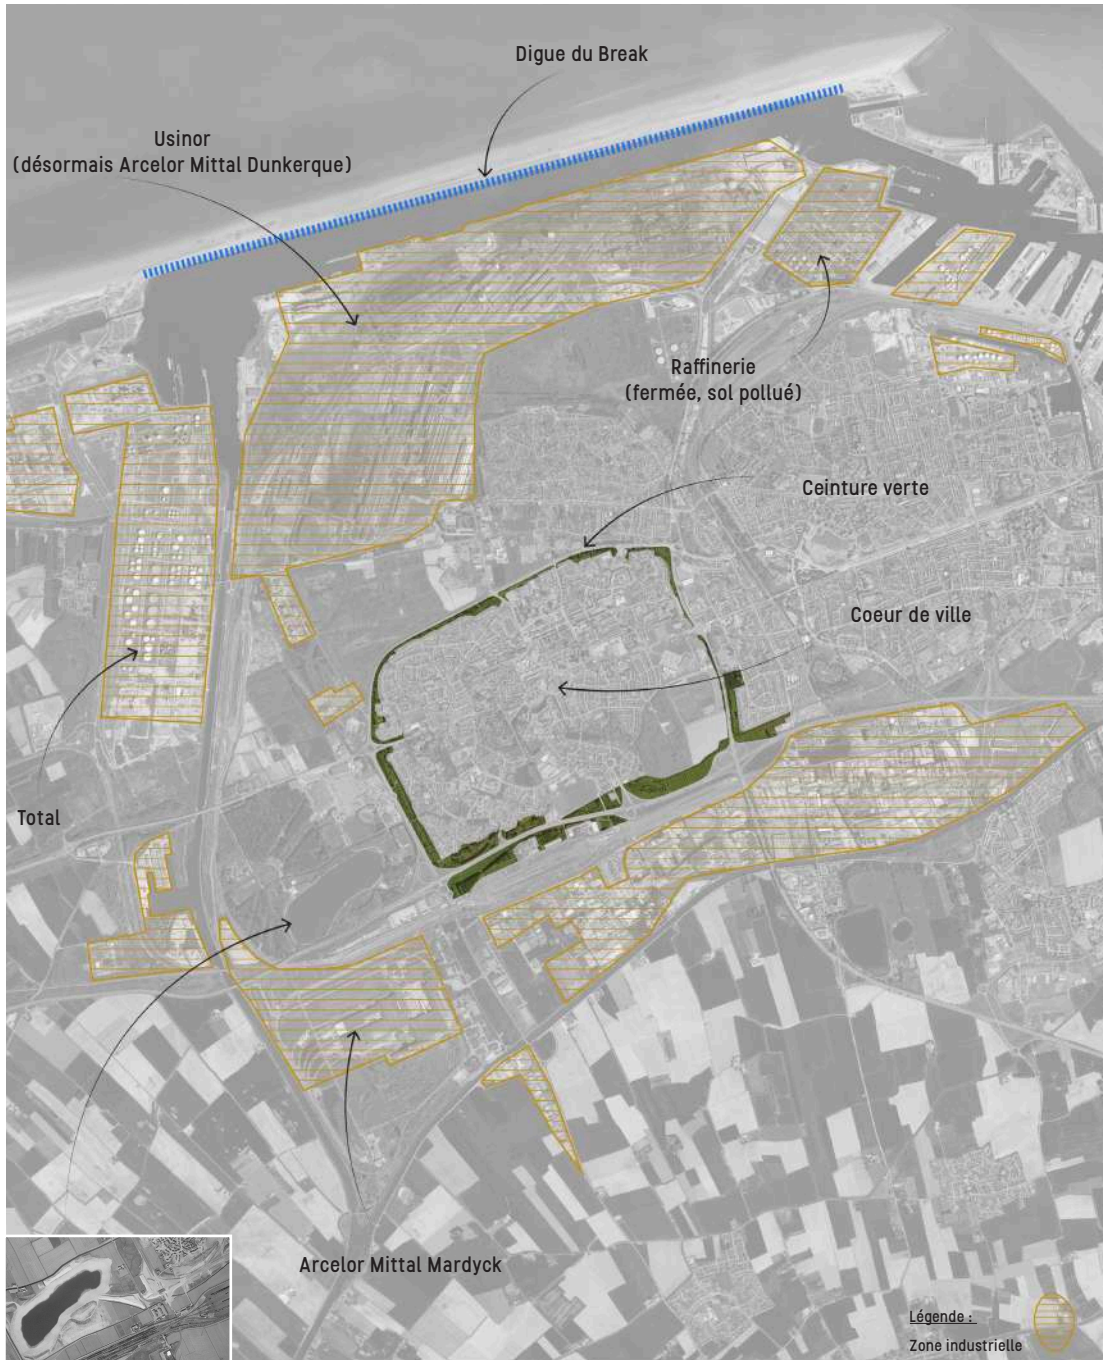 Digue du Break
Usinor
(désormais Arcelor Mittal Dunkerque)
Raffinerie
(fermée, sol pollué)
Ceinture verte
Coeur de ville
Total
Arcelor Mittal Mardyck
Légende :
Zone industrielle